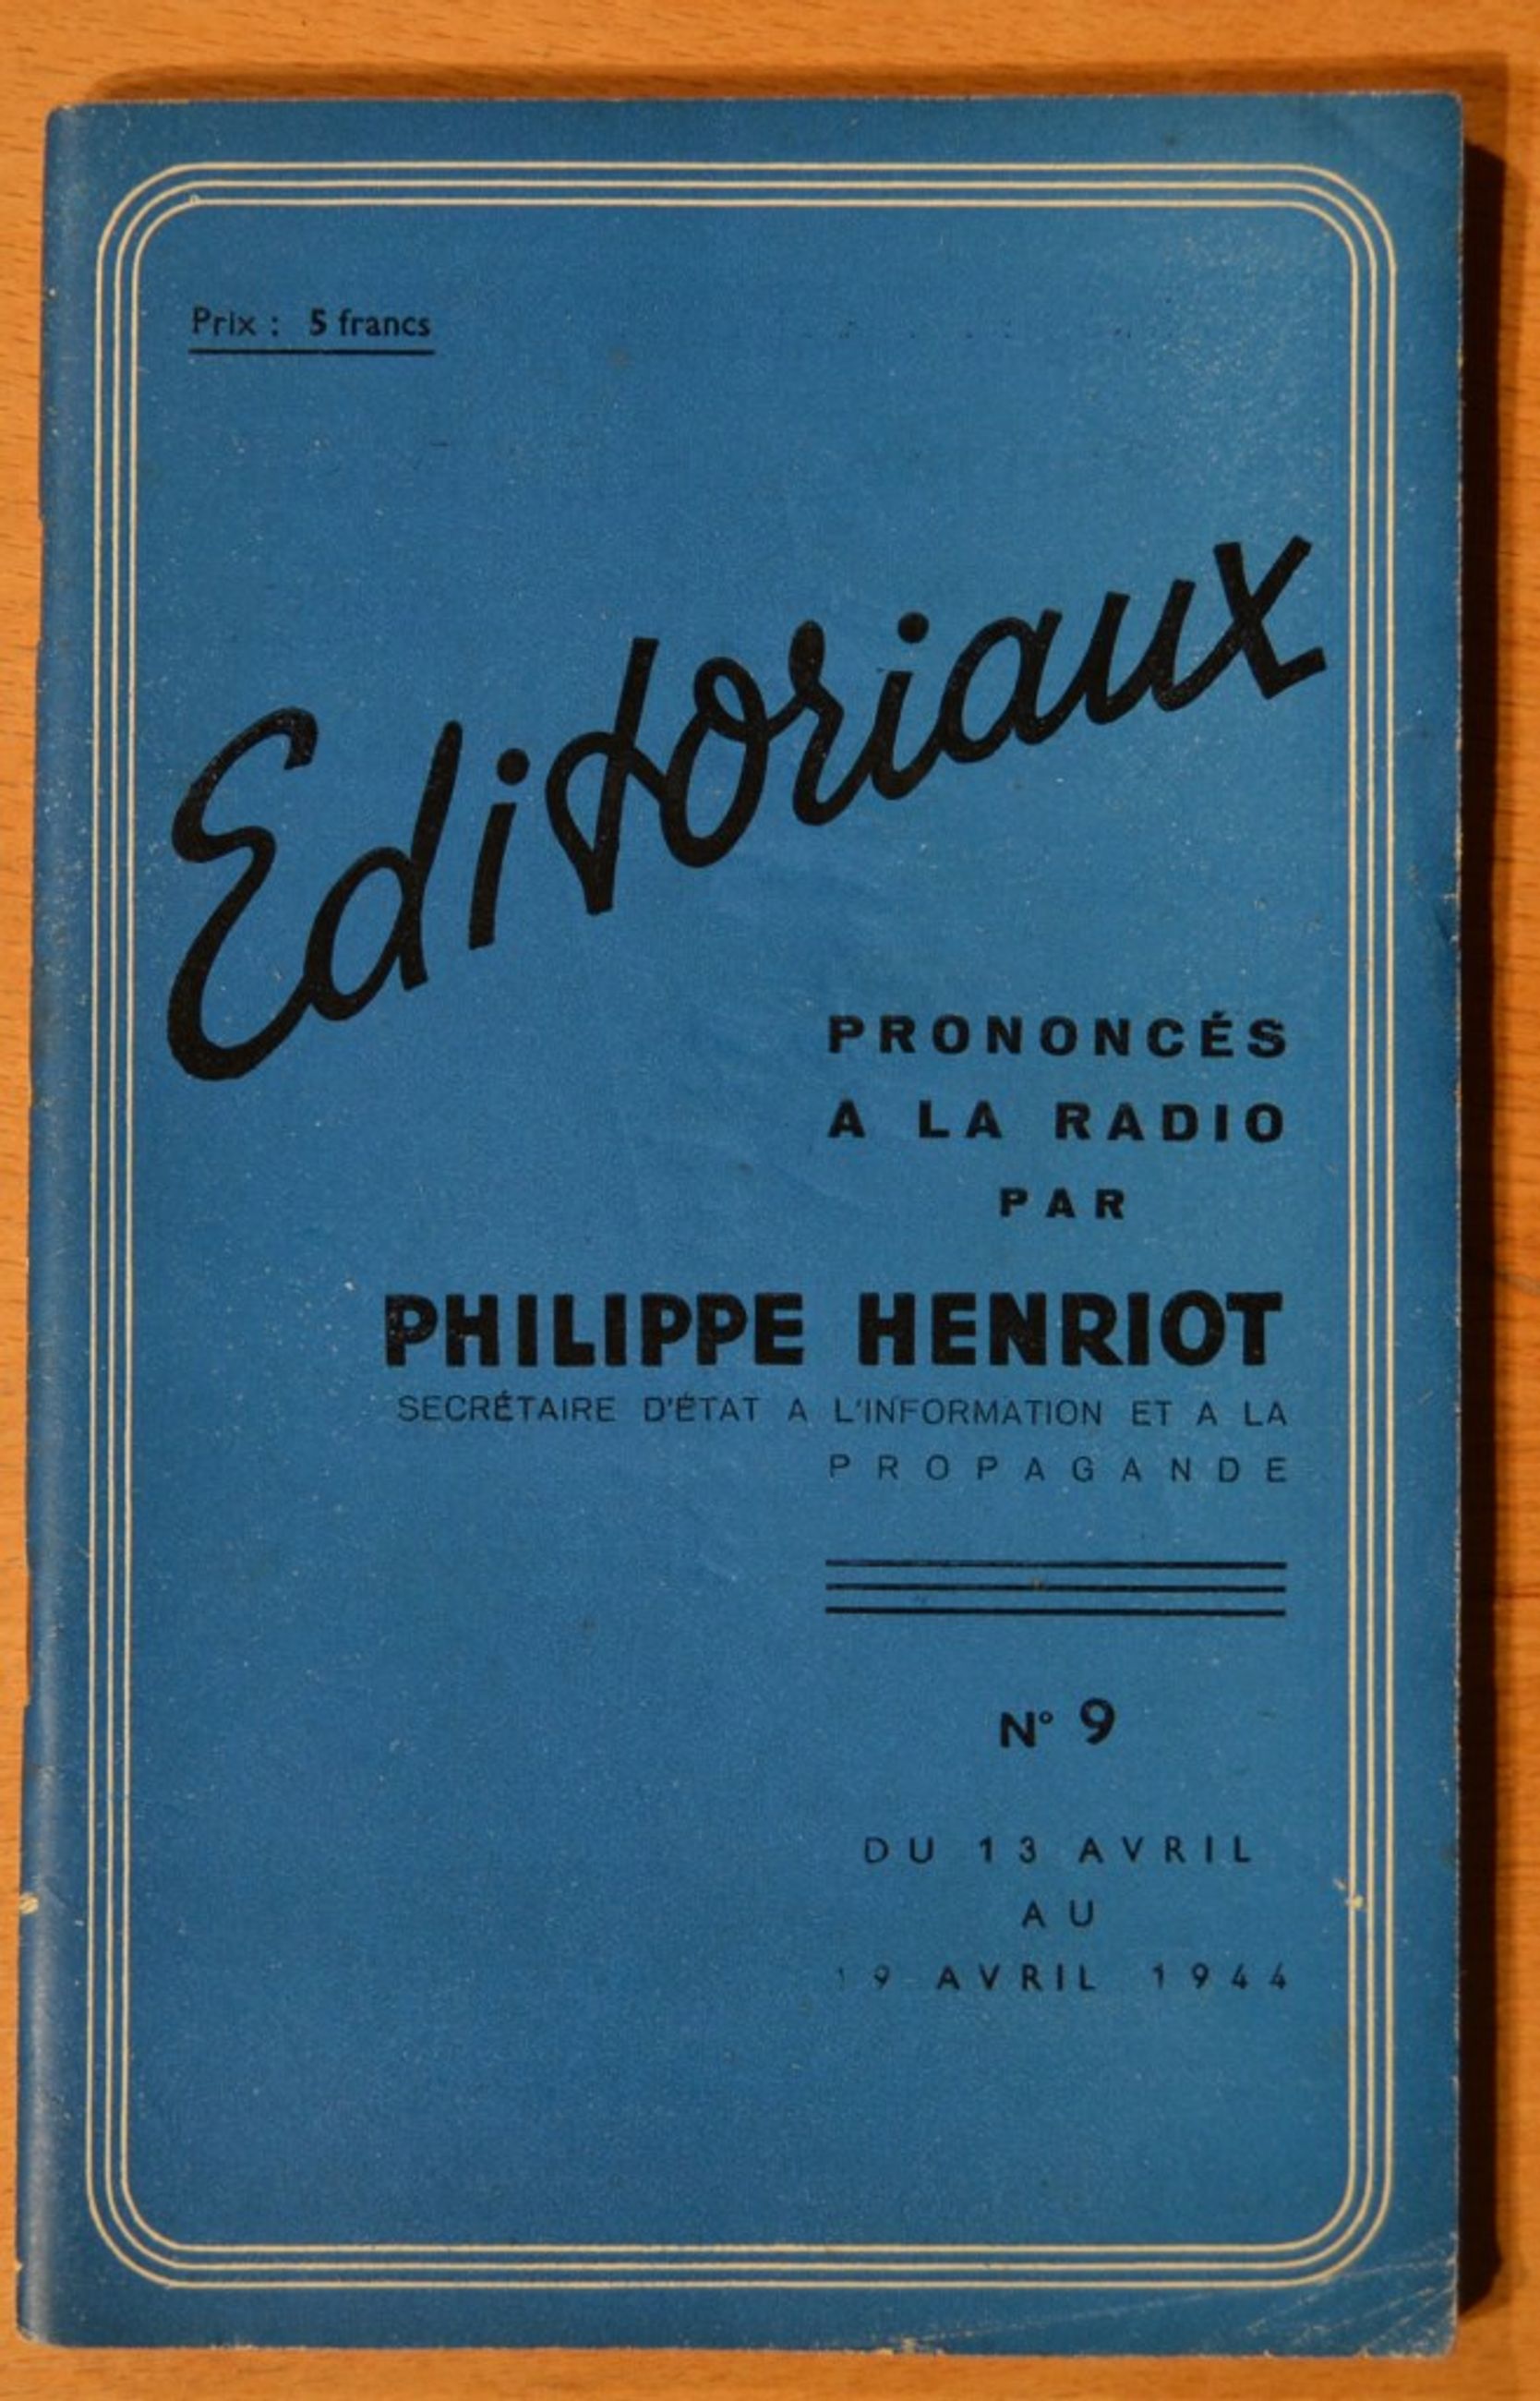 Prix : 5 francs
Editoriaux
PRONONCÉS
A LA RADIO
PAR
PHILIPPE HENRIOT
SECRÉTAIRE D'ÉTAT A L'INFORMATION ET A LA
PROPAGANDE
N° 9
DU 13 AVRIL
AU
19 AVRIL 1944